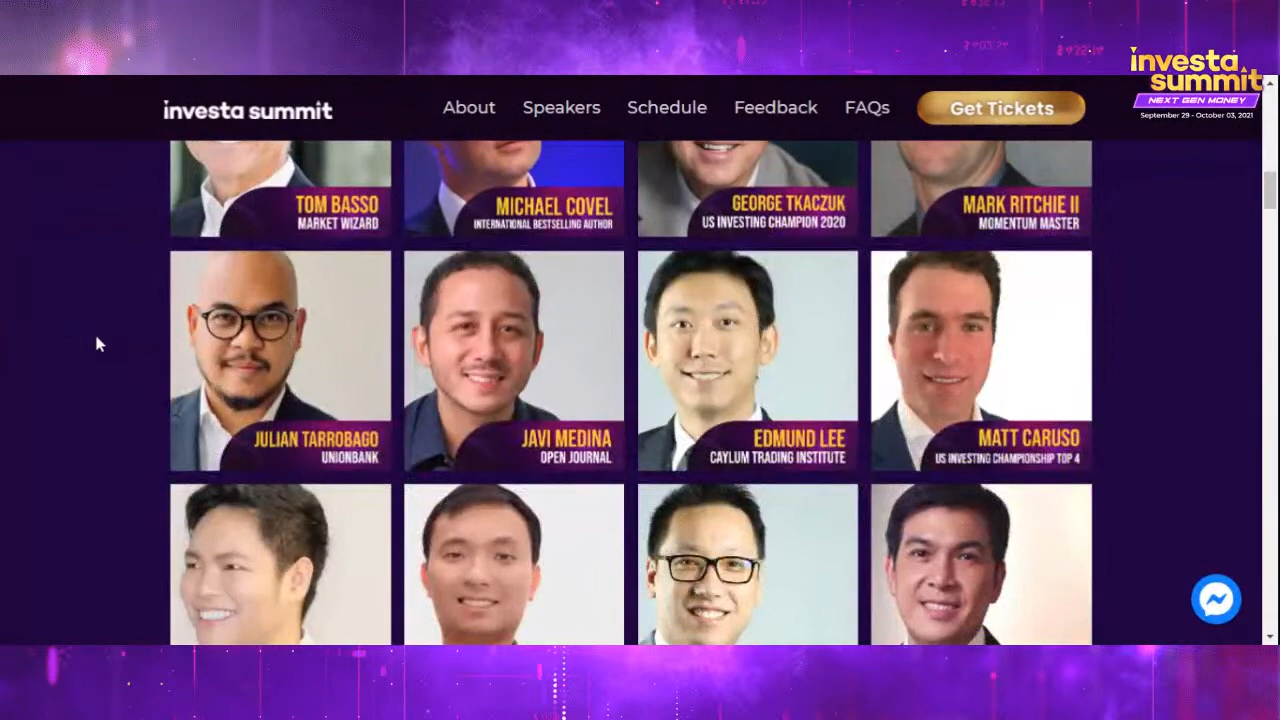 investa
summit
NEXT GEN MONEY
September 29 - October 03, 2021
investa summit
About
Speakers
Schedule
Feedback
FAQs
Get Tickets
TOM BASSO
MARKET WIZARD
MICHAEL COVEL
INTERNATIONAL BESTSELLING AUTHOR
GEORGE TKACZUK
US INVESTING CHAMPION 2020
MARK RITCHIE II
MOMENTUM MASTER
JULIAN TARROBAGO
UNIONBANK
JAVI MEDINA
OPEN JOURNAL
EDMUND LEE
CAYLUM TRADING INSTITUTE
MATT CARUSO
US INVESTING CHAMPIONSHIP TOP 4